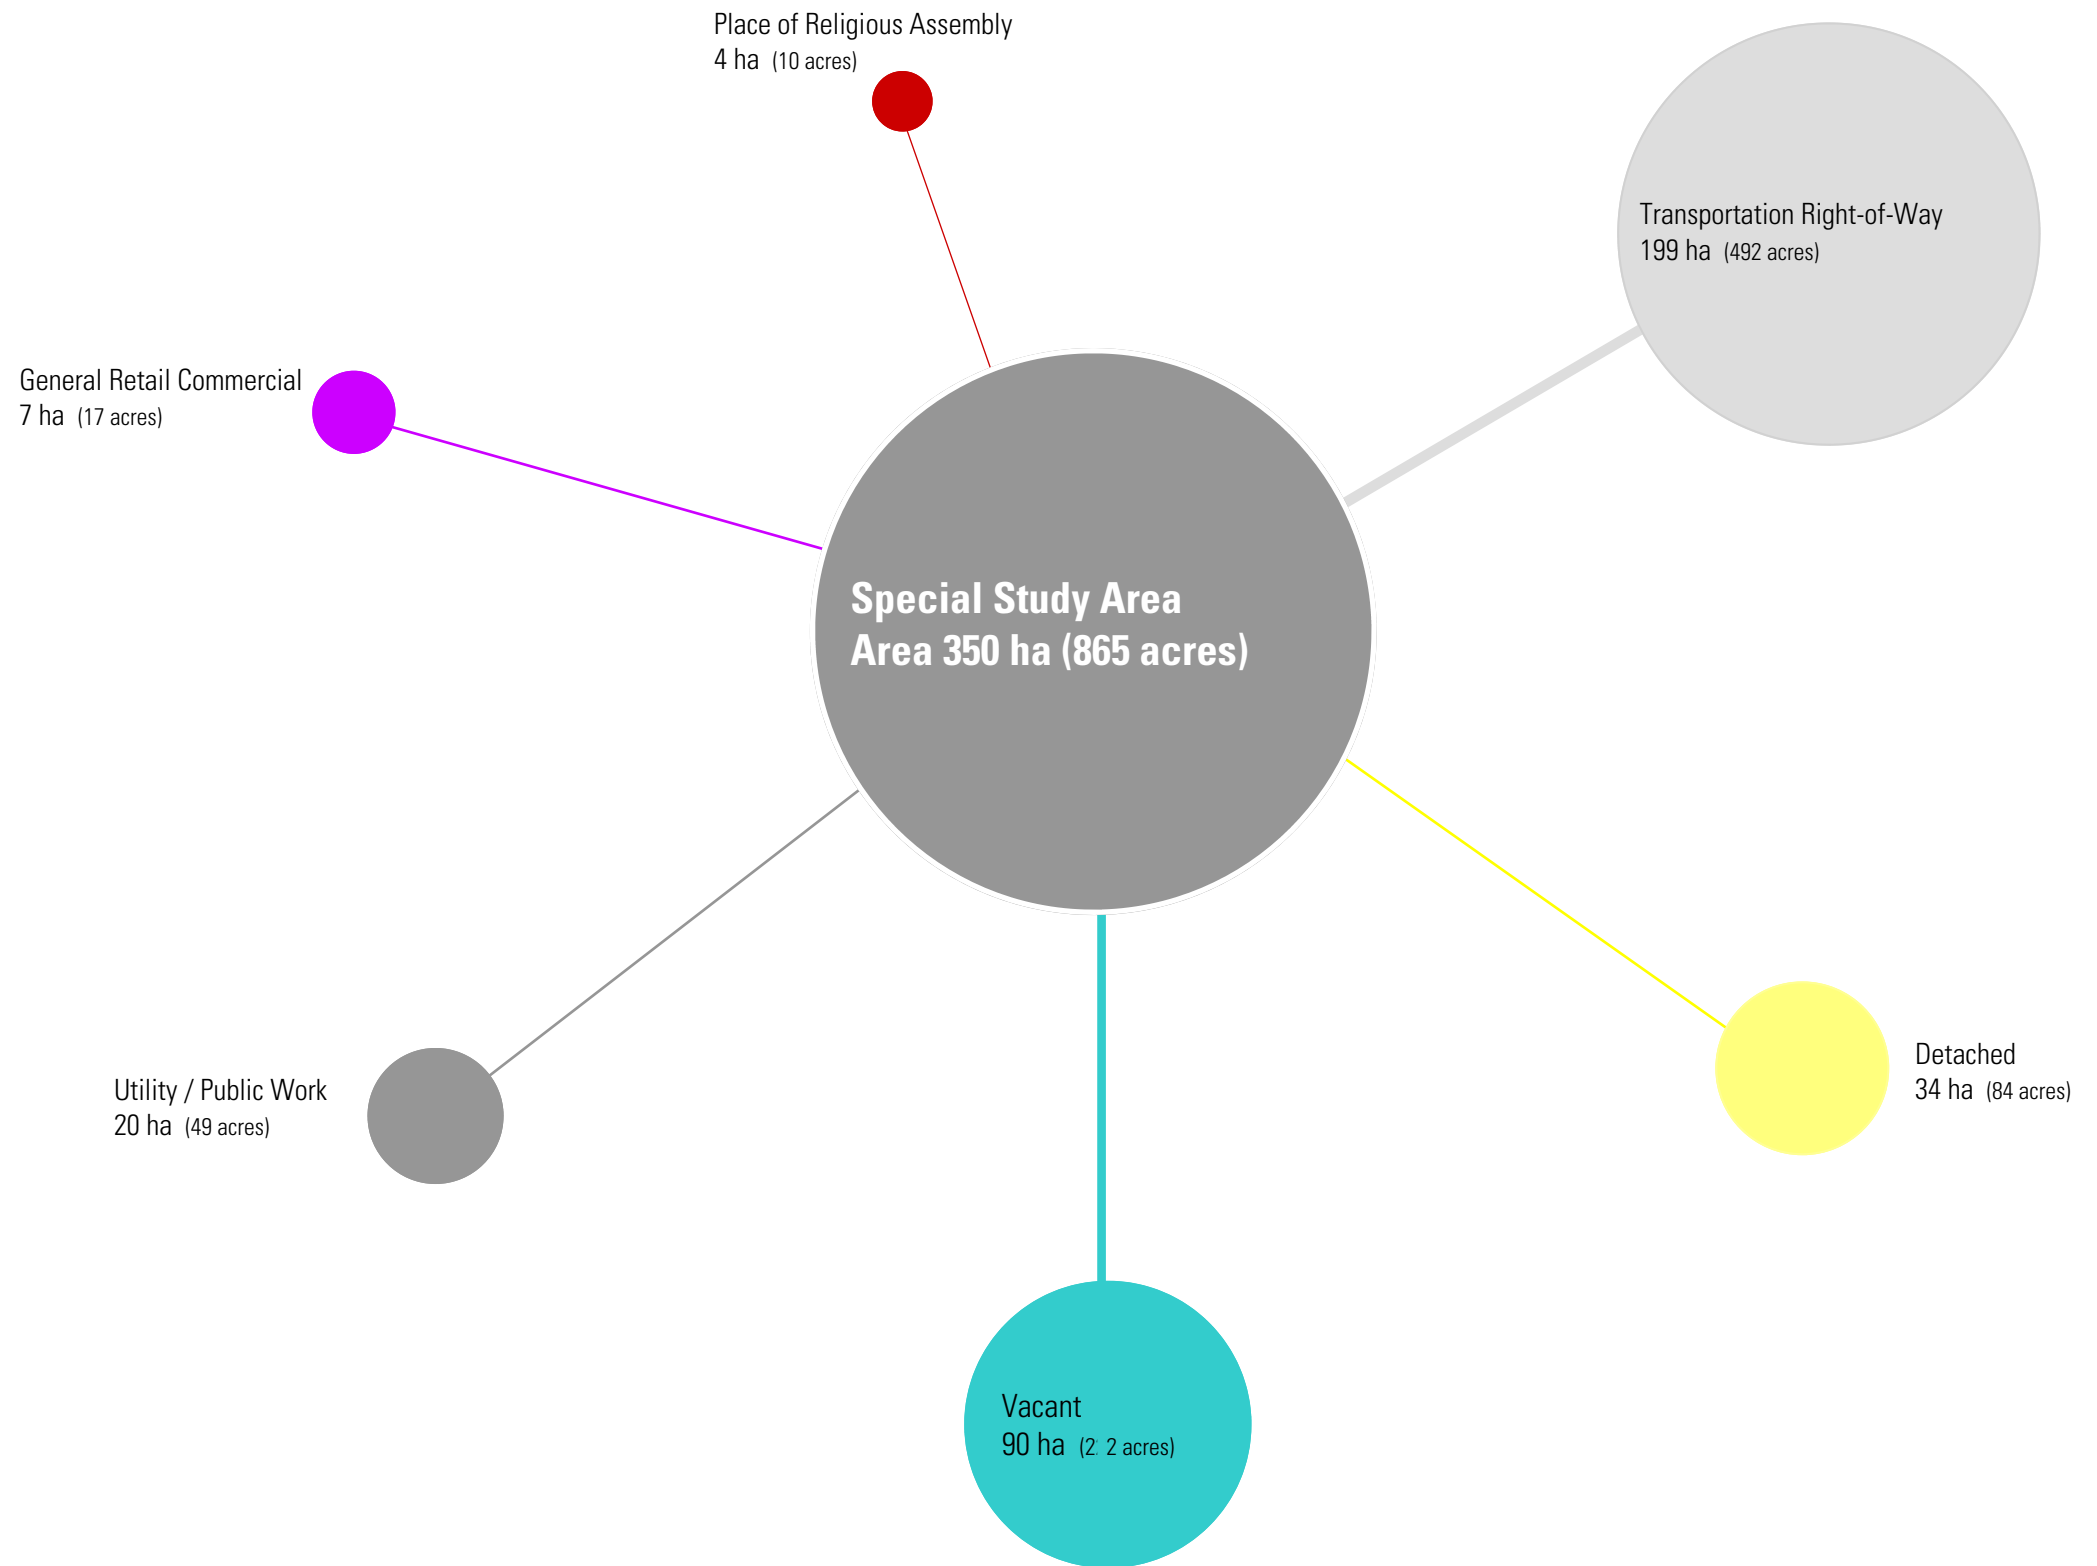 Place of Religious Assembly
4 ha (10 acres)
Transportation Right-of-Way
199 ha (492 acres)
General Retail Commercial
7 ha (17 acres)
Special Study Area
Area 350 ha (865 acres)
Detached
34 ha (84 acres)
Utility / Public Work
20 ha (49 acres)
Vacant
90 ha acres)